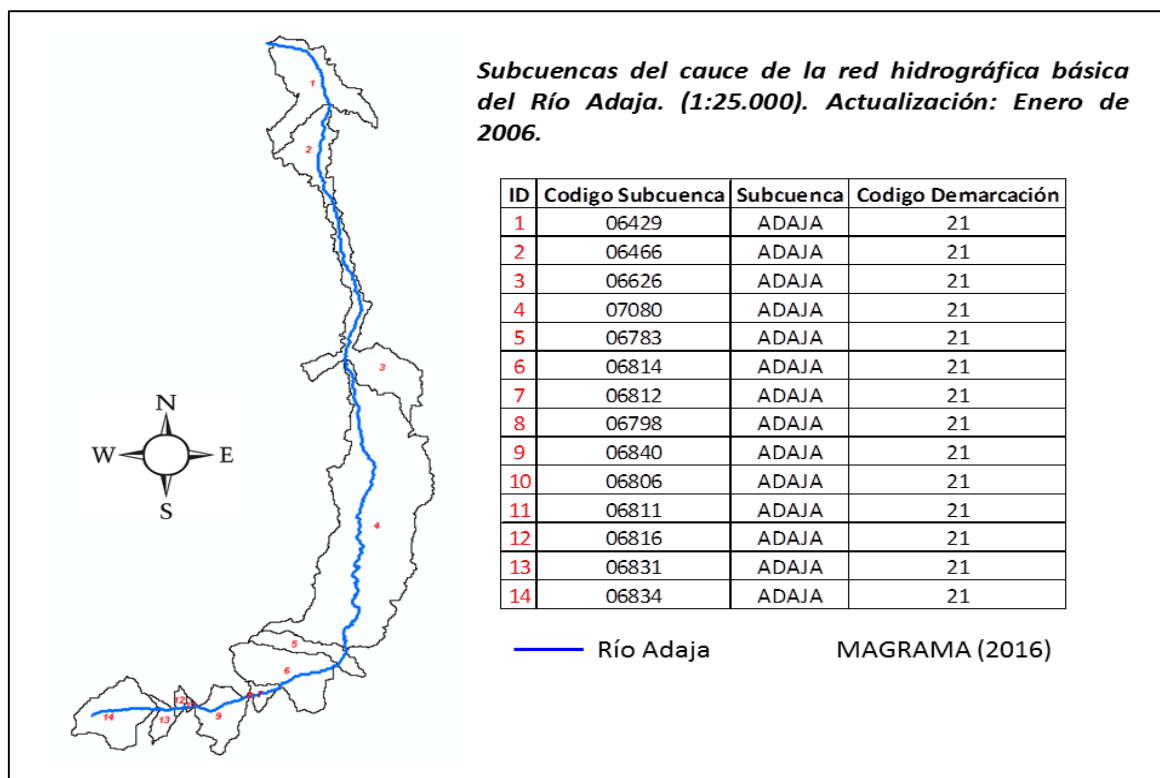 Subcuencas del cauce de la red hidrográfica básica
del Río Adaja. (1:25.000). Actualización: Enero de
2006.
ID Codigo Subcuenca Subcuenca Codigo Demarcación
1 06429 ADAJA 21
2 06466 ADAJA 21
3 06626 ADAJA 21
4 07080 ADAJA 21
5 06783 ADAJA 21
6 06814 ADAJA 21
7 06812 ADAJA 21
8 06798 ADAJA 21
9 06840 ADAJA 21
10 06806 ADAJA 21
11 06811 ADAJA 21
12 06816 ADAJA 21
13 06831 ADAJA 21
14 06834 ADAJA 21
Río Adaja MAGRAMA (2016)
1
2
3
N
W E
S
4
5
6
7
12
9
13
14